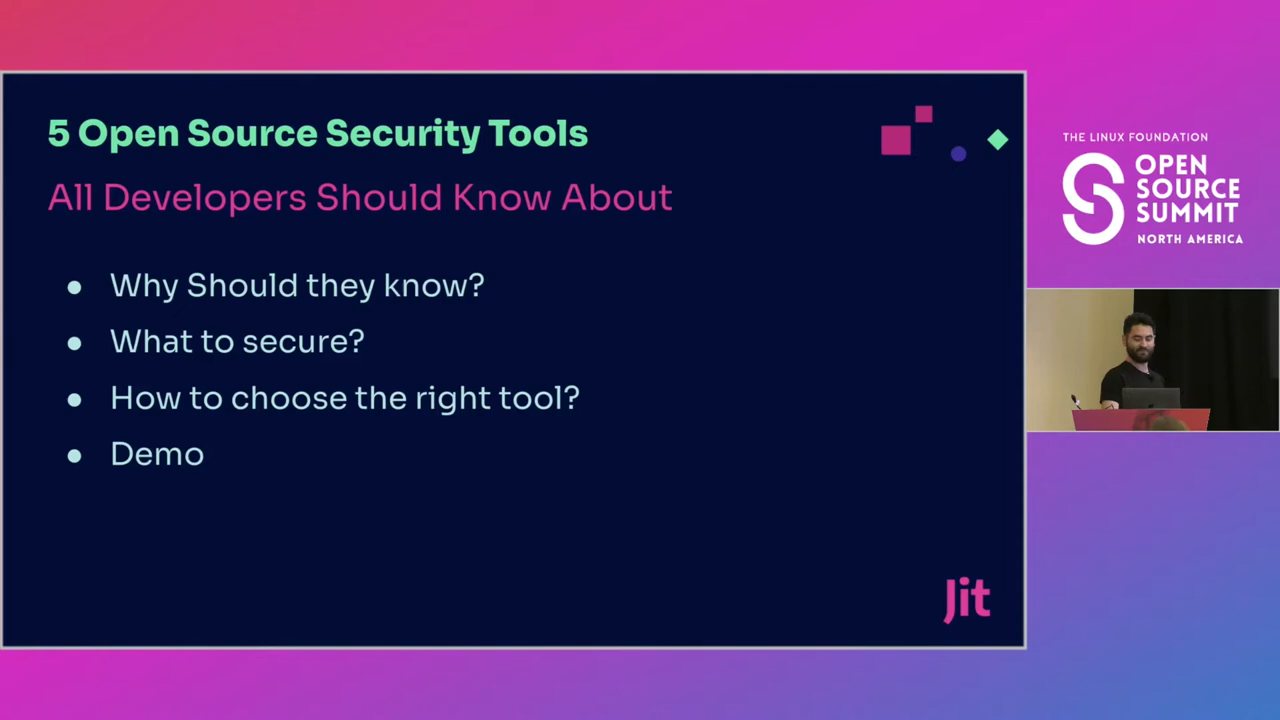 5 Open Source Security Tools
All Developers Should Know About
● Why Should they know?
● What to secure?
● How to choose the right tool?
● Demo
Jit
THE LINUX FOUNDATION
OPEN
SOURCE
SUMMIT
NORTH AMERICA